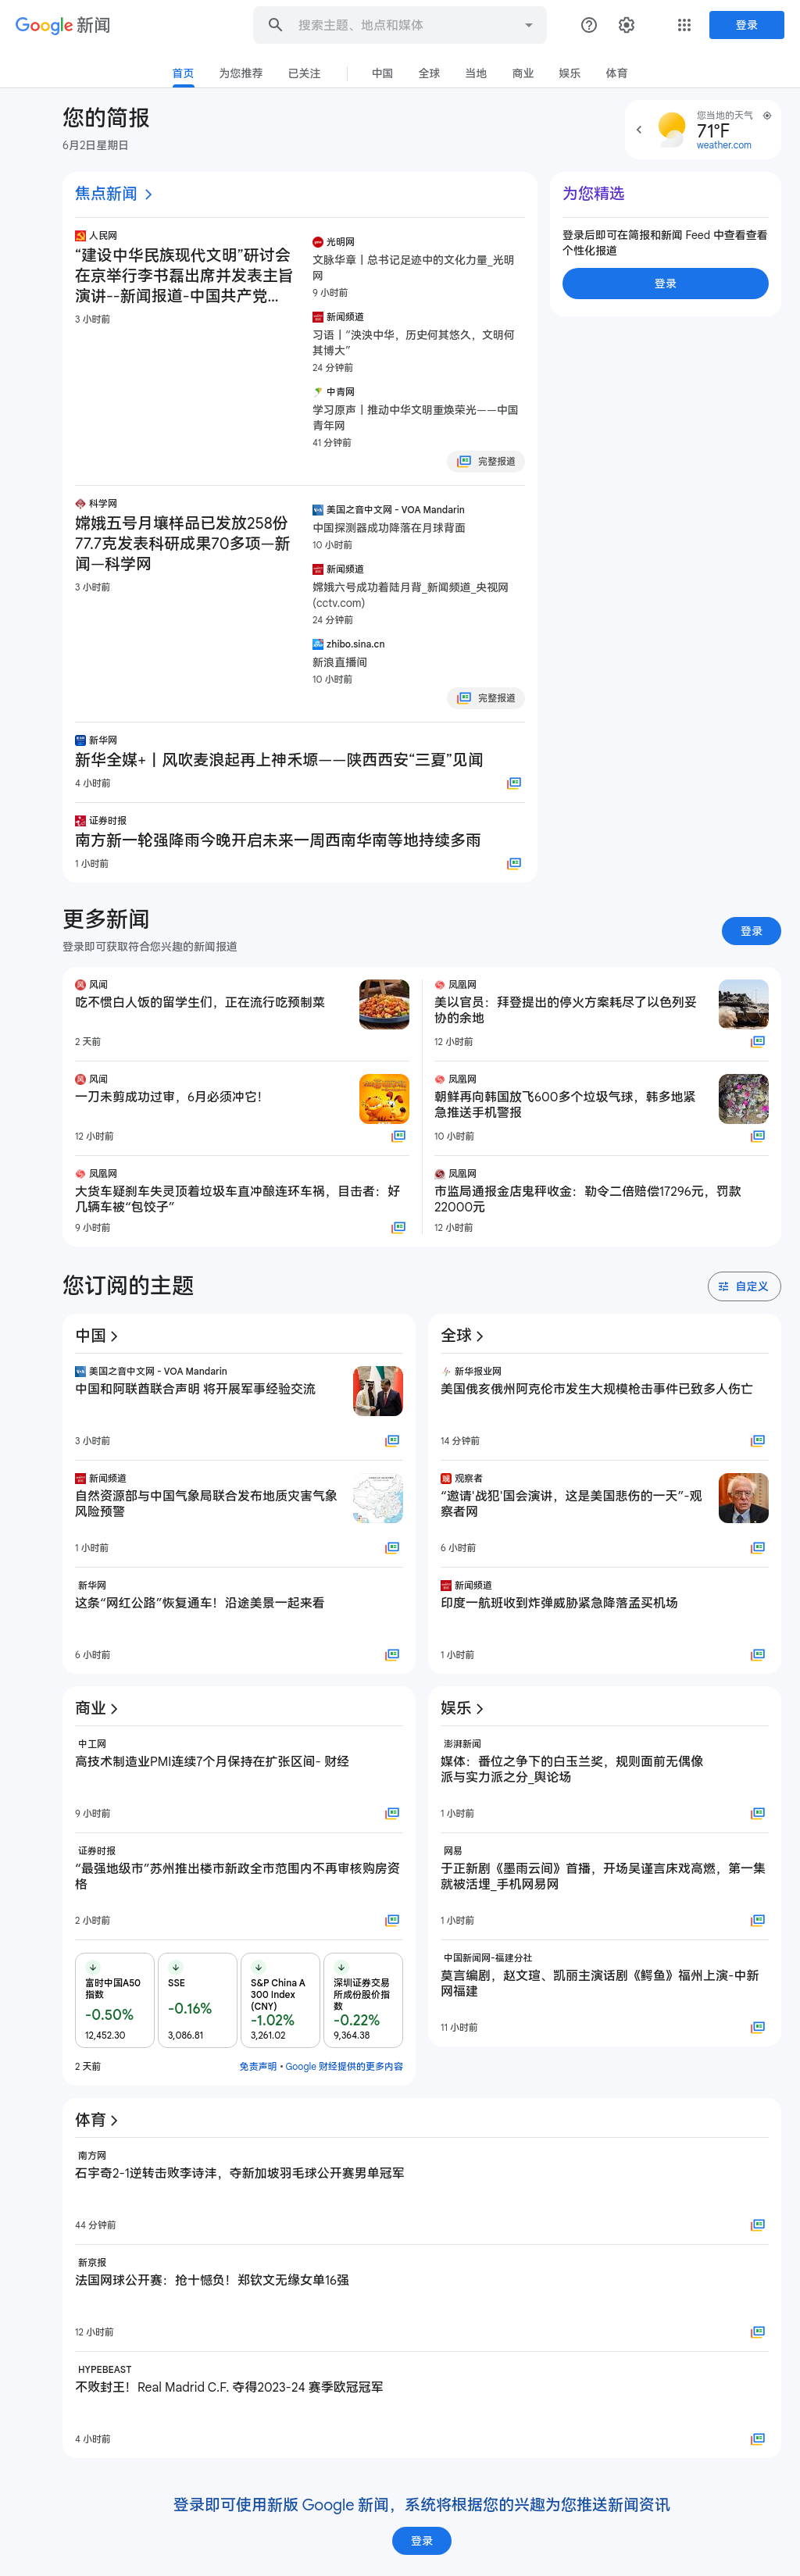 Google 新闻
搜索主题、地点和媒体
登录
首页
为您推荐
已关注
中国
全球
当地
商业
娱乐
体育
您的简报
6月2日星期日
您当地的天气
71°F
weather.com
焦点新闻
人民网
“建设中华民族现代文明”研讨会
在京举行李书磊出席并发表主旨
演讲--新闻报道-中国共产党...
3 小时前
光明网
文脉华章丨总书记足迹中的文化力量_光明
网
9 小时前
新闻频道
习语丨“泱泱中华，历史何其悠久，文明何
其博大”
24 分钟前
中青网
学习原声丨推动中华文明重焕荣光——中国
青年网
41 分钟前
完整报道
科学网
嫦娥五号月壤样品已发放258份
77.7克发表科研成果70多项—新
闻—科学网
3 小时前
美国之音中文网 - VOA Mandarin
中国探测器成功降落在月球背面
10 小时前
新闻频道
嫦娥六号成功着陆月背_新闻频道_央视网
(cctv.com)
24 分钟前
zhibo.sina.cn
新浪直播间
10 小时前
完整报道
新华网
新华全媒+丨风吹麦浪起再上神禾塬——陕西西安“三夏”见闻
4 小时前
证券时报
南方新一轮强降雨今晚开启未来一周西南华南等地持续多雨
1 小时前
为您精选
登录后即可在简报和新闻 Feed 中查看查看
个性化报道
登录
更多新闻
登录即可获取符合您兴趣的新闻报道
登录
风闻
吃不惯白人饭的留学生们，正在流行吃预制菜
2 天前
风闻
一刀未剪成功过审，6月必须冲它！
12 小时前
凤凰网
大货车疑刹车失灵顶着垃圾车直冲酿连环车祸，目击者：好
几辆车被“包饺子”
9 小时前
凤凰网
美以官员：拜登提出的停火方案耗尽了以色列妥
协的余地
12 小时前
凤凰网
朝鲜再向韩国放飞600多个垃圾气球，韩多地紧
急推送手机警报
10 小时前
凤凰网
市监局通报金店鬼秤收金：勒令二倍赔偿17296元，罚款
22000元
12 小时前
您订阅的主题
自定义
中国
美国之音中文网 - VOA Mandarin
中国和阿联酋联合声明 将开展军事经验交流
3 小时前
新闻频道
自然资源部与中国气象局联合发布地质灾害气象
风险预警
1 小时前
新华网
这条“网红公路”恢复通车！沿途美景一起来看
6 小时前
全球
新华报业网
美国俄亥俄州阿克伦市发生大规模枪击事件已致多人伤亡
14 分钟前
观察者
“邀请‘战犯’国会演讲，这是美国悲伤的一天”-观
察者网
6 小时前
新闻频道
印度一航班收到炸弹威胁紧急降落孟买机场
1 小时前
商业
中工网
高技术制造业PMI连续7个月保持在扩张区间- 财经
9 小时前
证券时报
“最强地级市”苏州推出楼市新政全市范围内不再审核购房资
格
2 小时前
富时中国A50
指数
-0.50%
12,452.30
SSE
-0.16%
3,086.81
S&P China A
300 Index
(CNY)
-1.02%
3,261.02
深圳证券交易
所成份股价指
数
-0.22%
9,364.38
2 天前
免责声明 • Google 财经提供的更多内容
娱乐
澎湃新闻
媒体：番位之争下的白玉兰奖，规则面前无偶像
派与实力派之分_舆论场
1 小时前
网易
于正新剧《墨雨云间》首播，开场吴谨言床戏高燃，第一集
就被活埋_手机网易网
1 小时前
中国新闻网-福建分社
莫言编剧，赵文瑄、凯丽主演话剧《鳄鱼》福州上演-中新
网福建
11 小时前
体育
南方网
石宇奇2-1逆转击败李诗沣，夺新加坡羽毛球公开赛男单冠军
44 分钟前
新京报
法国网球公开赛：抢十憾负！郑钦文无缘女单16强
12 小时前
HYPEBEAST
不败封王！Real Madrid C.F. 夺得2023-24 赛季欧冠冠军
4 小时前
登录即可使用新版 Google 新闻，系统将根据您的兴趣为您推送新闻资讯
登录